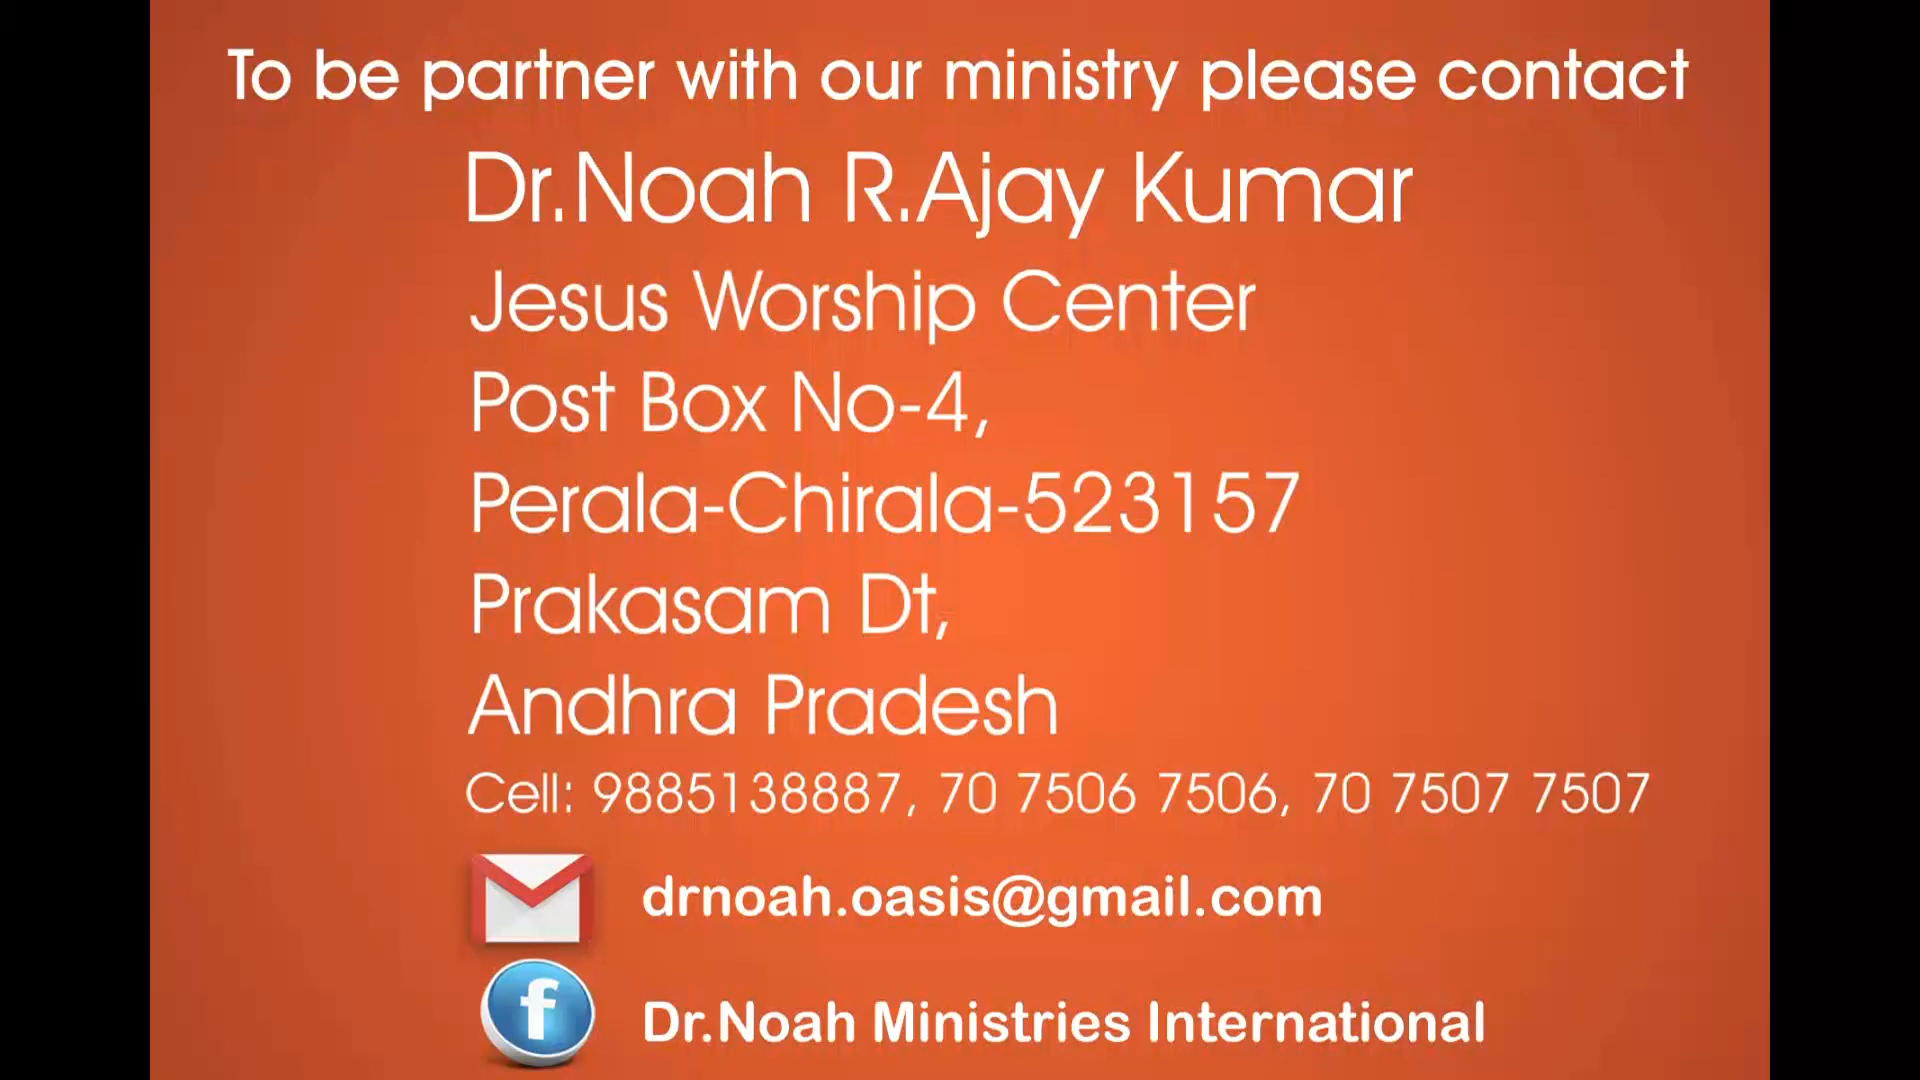 To be partner with our ministry please contact
Dr.Noah R.Ajay Kumar
Jesus Worship Center
Post Box No-4,
Perala-Chirala-523157
Prakasam Dt,
Andhra Pradesh
Cell: 9885138887, 70 7506 7506, 70 7507 7507
drnoah.oasis@gmail.com
f
Dr.Noah Ministries International